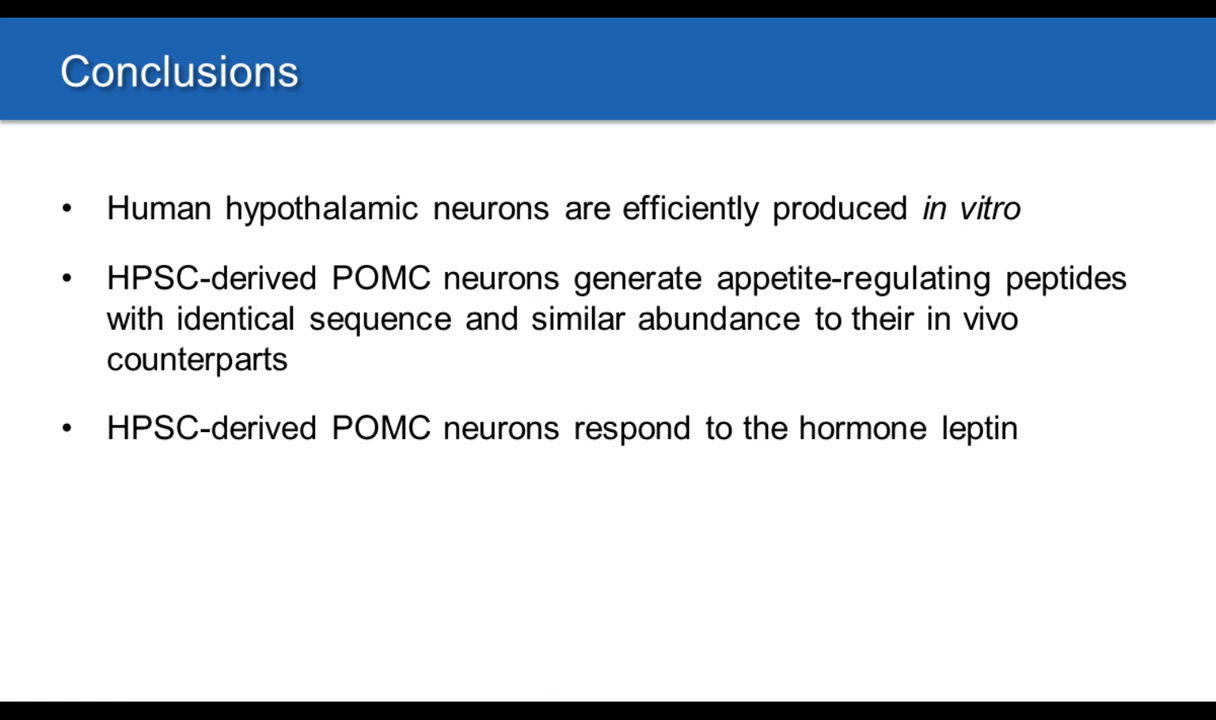 Conclusions
• Human hypothalamic neurons are efficiently produced in vitro
• HPSC-derived POMC neurons generate appetite-regulating peptides
with identical sequence and similar abundance to their in vivo
counterparts
• HPSC-derived POMC neurons respond to the hormone leptin